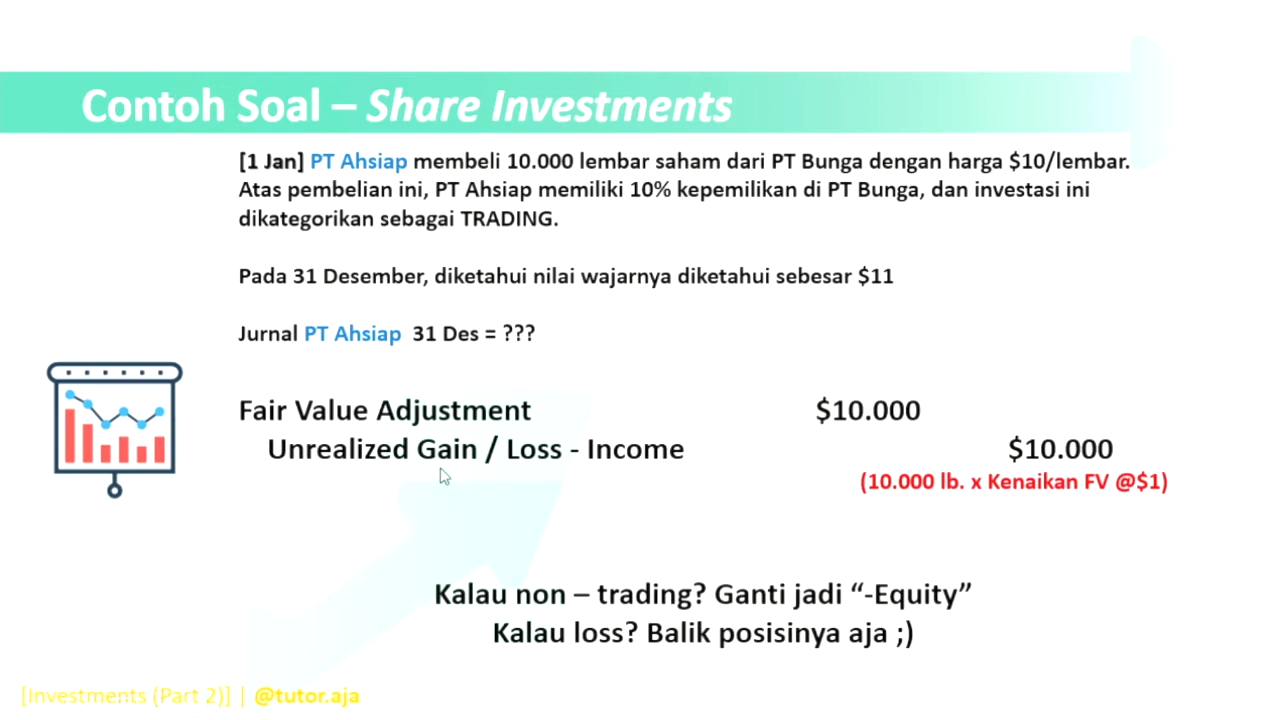 Contoh Soal – Share Investments
[1 Jan] PT Ahsiap membeli 10.000 lembar saham dari PT Bunga dengan harga $10/lembar.
Atas pembelian ini, PT Ahsiap memiliki 10% kepemilikan di PT Bunga, dan investasi ini
dikategorikan sebagai TRADING.
Pada 31 Desember, diketahui nilai wajarnya diketahui sebesar $11
Jurnal PT Ahsiap 31 Des = ???
Fair Value Adjustment $10.000
Unrealized Gain / Loss - Income $10.000
(10.000 lb. x Kenaikan FV @$1)
Kalau non – trading? Ganti jadi “-Equity”
Kalau loss? Balik posisinya aja ;)
[Investments (Part 2)] | @tutor.aja